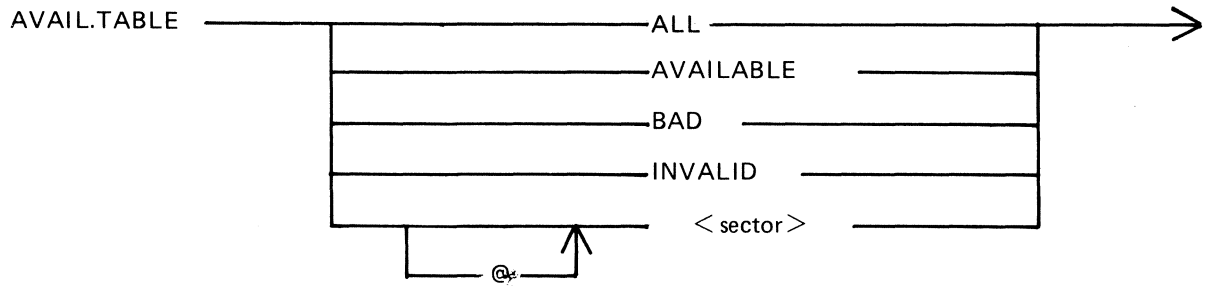 AVAIL.TABLE ALL
AVAILABLE
BAD
INVALID
<sector>
@